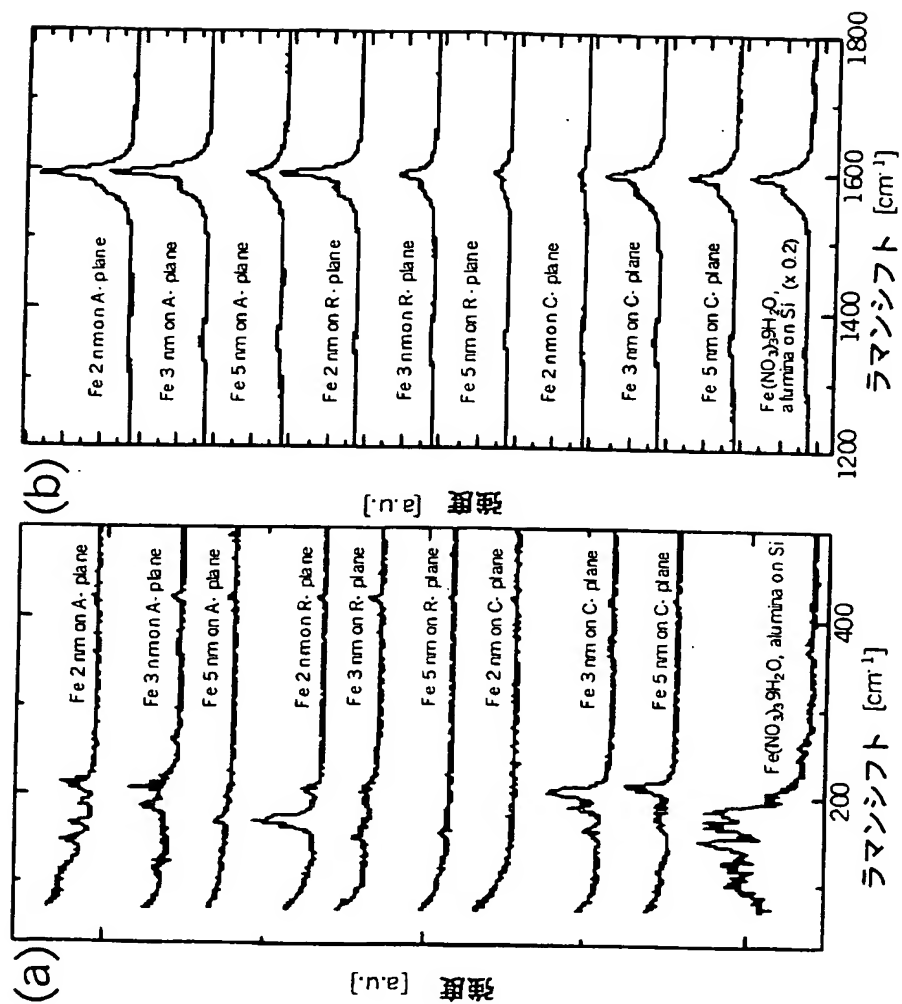 (a)
強度 [a.u.]
Fe 2 nm on A- plane
Fe 3 nm on A- plane
Fe 5 nm on A- plane
Fe 2 nm on R- plane
Fe 3 nm on R- plane
Fe 5 nm on R- plane
Fe 2 nm on C- plane
Fe 3 nm on C- plane
Fe 5 nm on C- plane
Fe(NO₃)₃9H₂O, alumina on Si
200
400
ラマンシフト [cm⁻¹]
(b)
強度 [a.u.]
Fe 2 nm on A- plane
Fe 3 nm on A- plane
Fe 5 nm on A- plane
Fe 2 nm on R- plane
Fe 3 nm on R- plane
Fe 5 nm on R- plane
Fe 2 nm on C- plane
Fe 3 nm on C- plane
Fe 5 nm on C- plane
Fe(NO₃)₃9H₂O,
alumina on Si (x 0.2)
1200
1400
1600
1800
ラマンシフト [cm⁻¹]